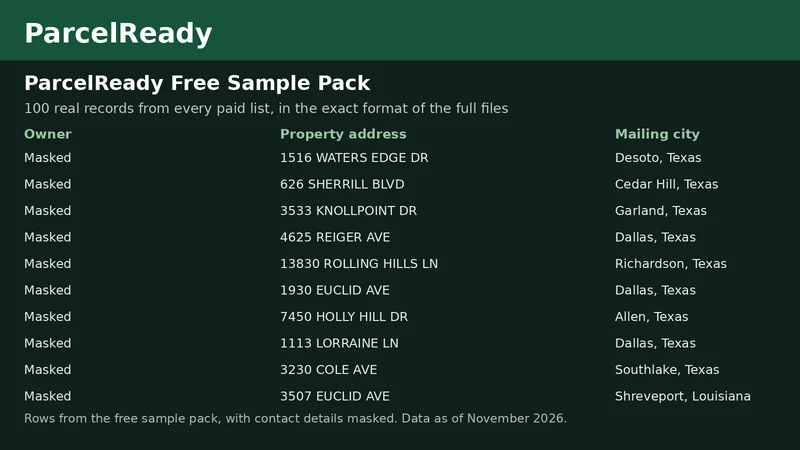 ParcelReady
ParcelReady Free Sample Pack
100 real records from every paid list, in the exact format of the full files
Owner Property address Mailing city
Masked 1516 WATERS EDGE DR Desoto, Texas
Masked 626 SHERRILL BLVD Cedar Hill, Texas
Masked 3533 KNOLLPOINT DR Garland, Texas
Masked 4625 REIGER AVE Dallas, Texas
Masked 13830 ROLLING HILLS LN Richardson, Texas
Masked 1930 EUCLID AVE Dallas, Texas
Masked 7450 HOLLY HILL DR Allen, Texas
Masked 1113 LORRAINE LN Dallas, Texas
Masked 3230 COLE AVE Southlake, Texas
Masked 3507 EUCLID AVE Shreveport, Louisiana
Rows from the free sample pack, with contact details masked. Data as of November 2026.